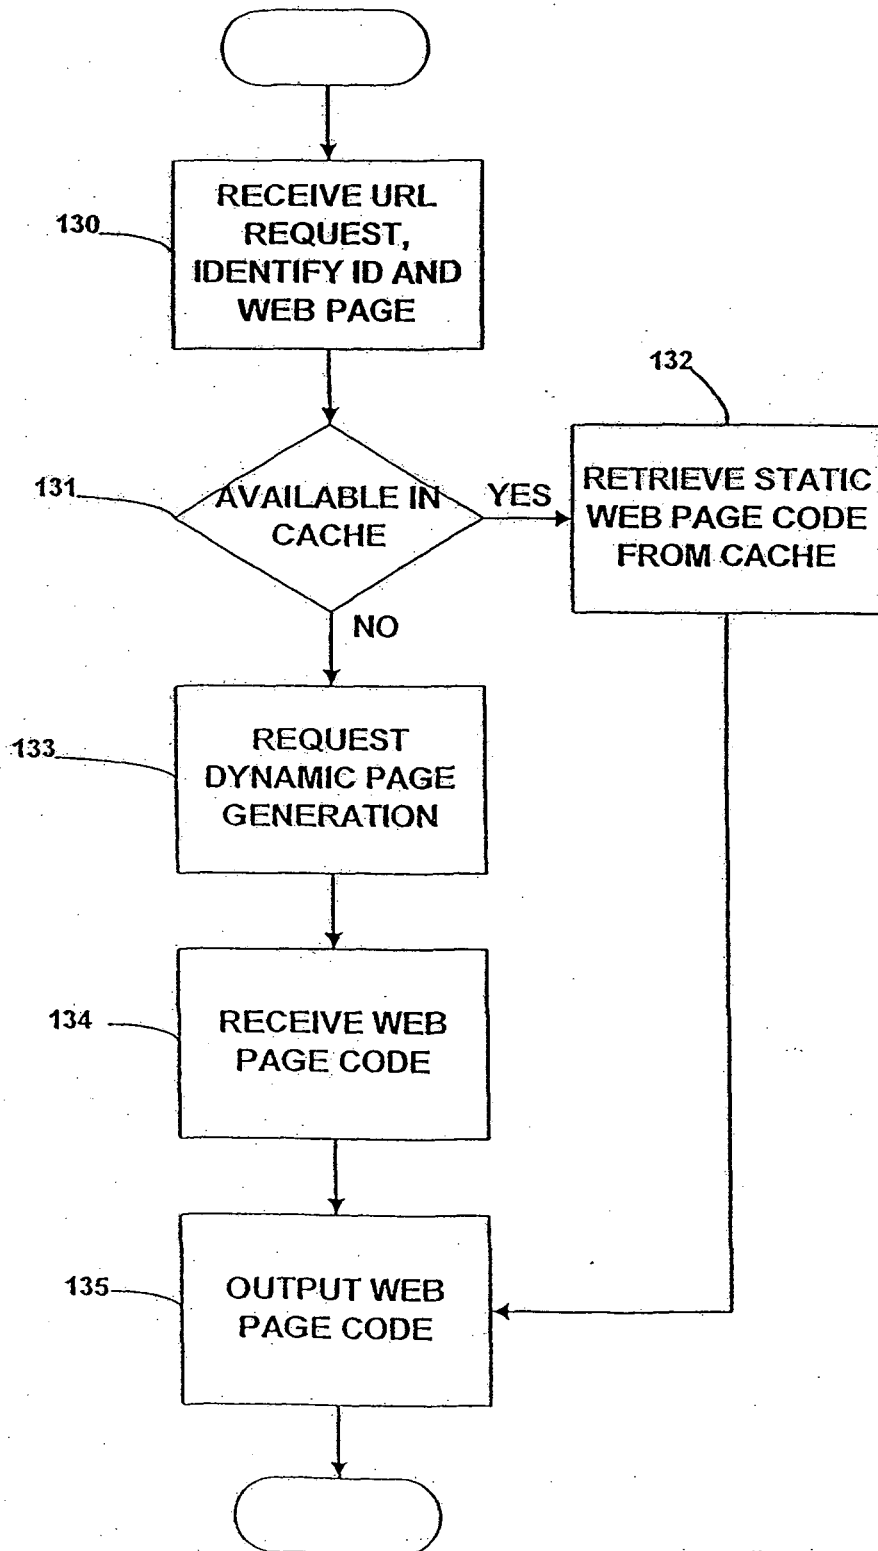 130
RECEIVE URL
REQUEST,
IDENTIFY ID AND
WEB PAGE
132
131
AVAILABLE IN
CACHE
YES
RETRIEVE STATIC
WEB PAGE CODE
FROM CACHE
NO
133
REQUEST
DYNAMIC PAGE
GENERATION
134
RECEIVE WEB
PAGE CODE
135
OUTPUT WEB
PAGE CODE